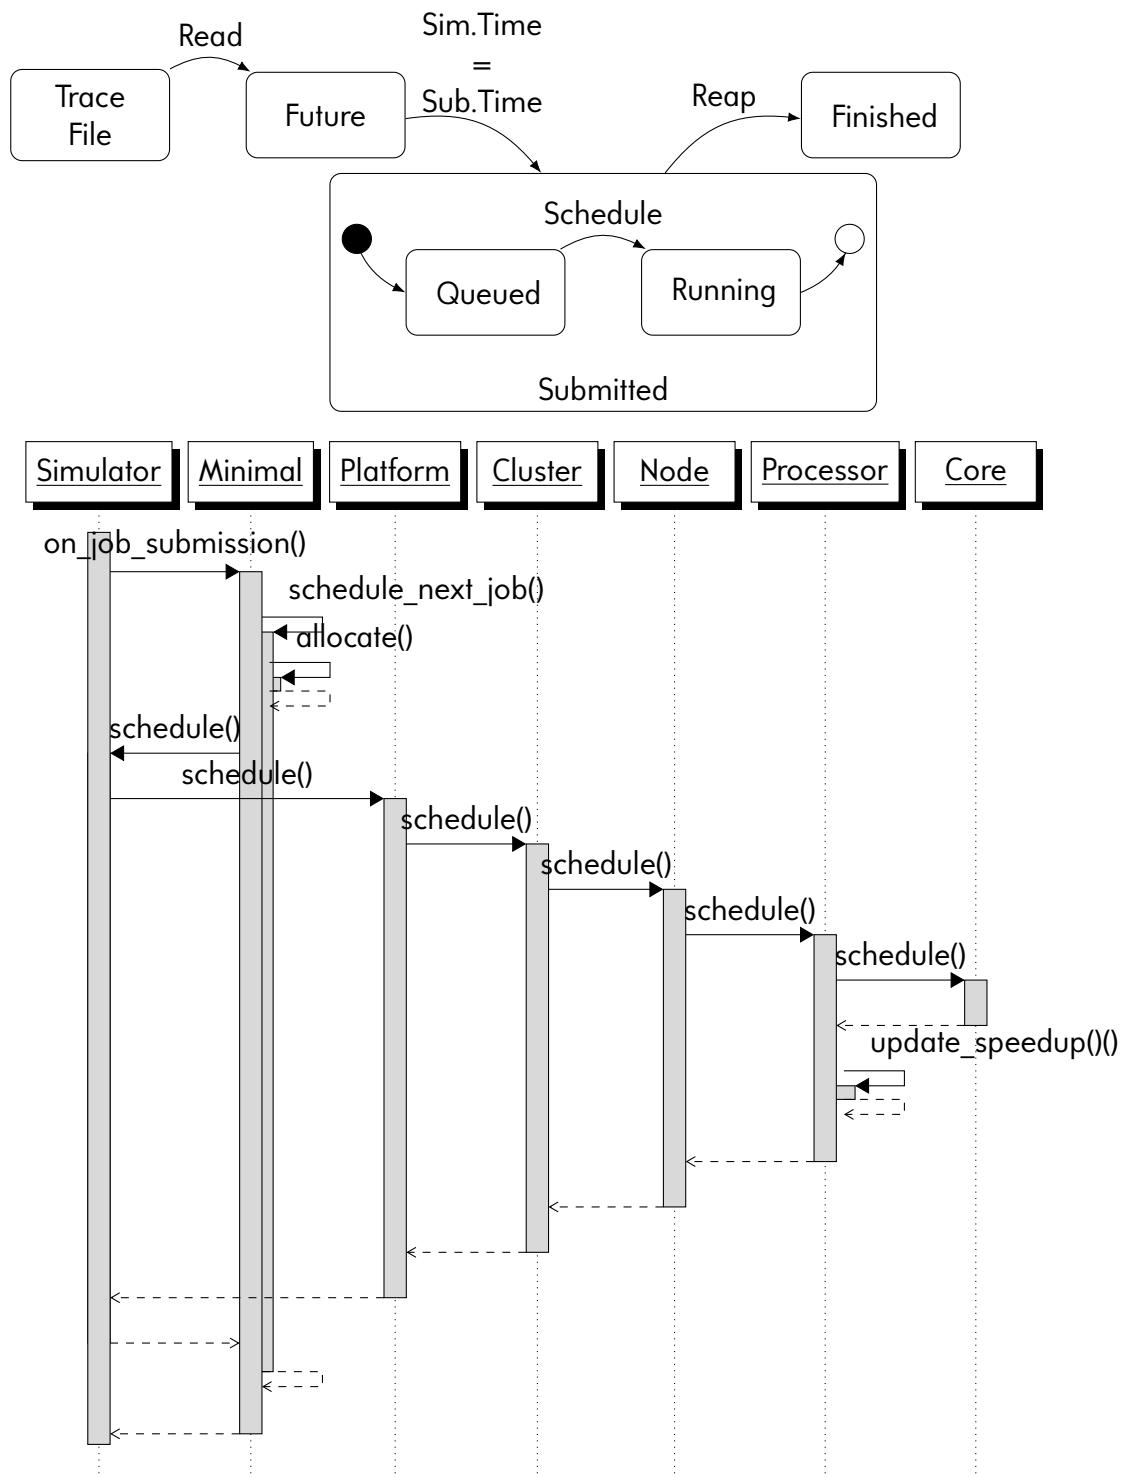 Read
Sim.Time
=
Sub.Time
Trace
File
Future
Reap
Finished
Schedule
Queued
Running
Submitted
Simulator
Minimal
Platform
Cluster
Node
Processor
Core
on_job_submission()
schedule_next_job()
allocate()
schedule()
schedule()
schedule()
schedule()
schedule()
schedule()
update_speedup()()